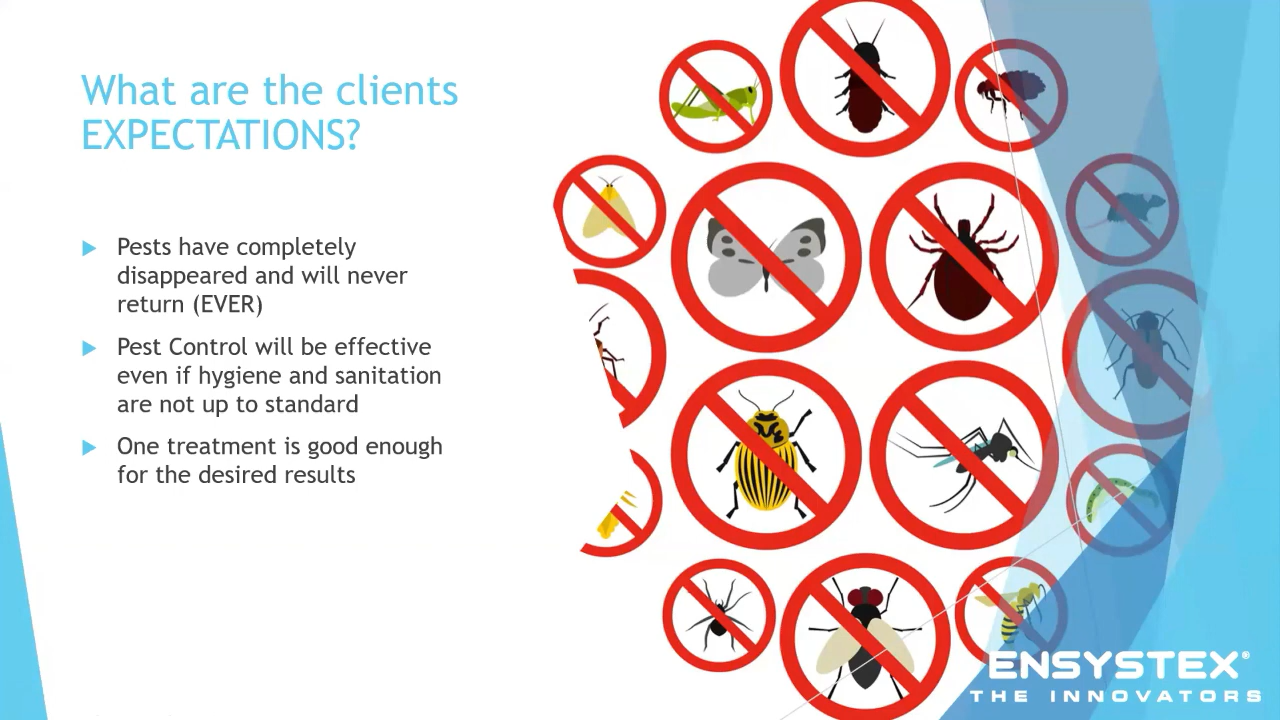 What are the clients
EXPECTATIONS?
Pests have completely
disappeared and will never
return (EVER)
Pest Control will be effective
even if hygiene and sanitation
are not up to standard
One treatment is good enough
for the desired results
ENSYSTEX®
THE INNOVATORS